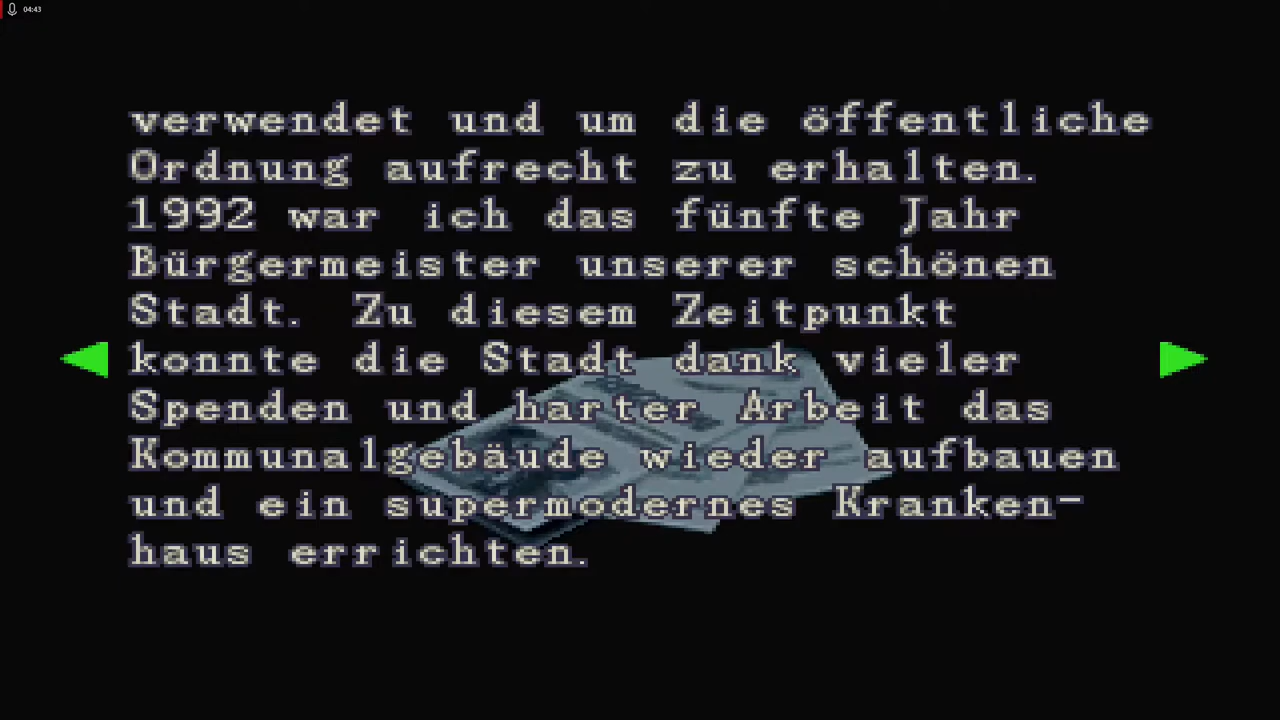 04:43
verwendet und um die öffentliche
Ordnung aufrecht zu erhalten.
1992 war ich das fünfte Jahr
Bürgermeister unserer schönen
Stadt. Zu diesem Zeitpunkt
konnte die Stadt dank vieler
Spenden und harter Arbeit das
Kommunalgebäude wieder aufbauen
und ein supermodernes Kranken-
haus errichten.